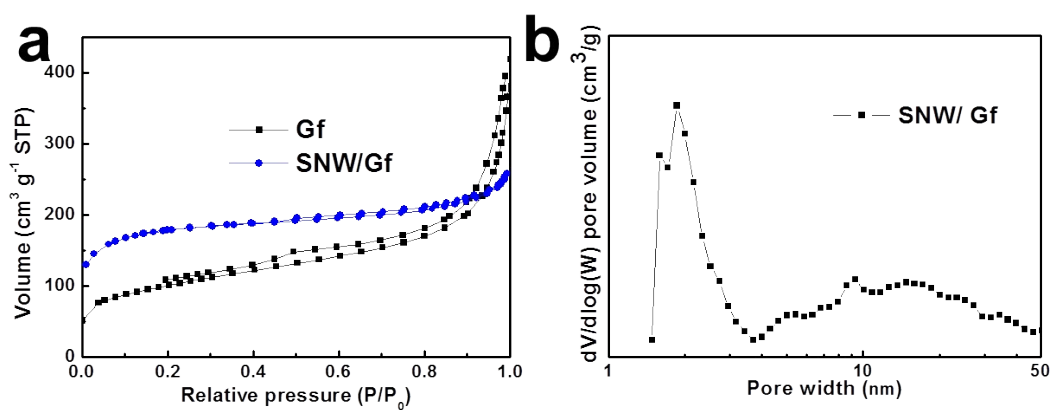 a
400
300
200
100
0
Volume (cm³ g⁻¹ STP)
Gf
SNW/Gf
0.0 0.2 0.4 0.6 0.8 1.0
Relative pressure (P/P₀)
b
dV/dlog(W) pore volume (cm³/g)
SNW/ Gf
1 10 50
Pore width (nm)